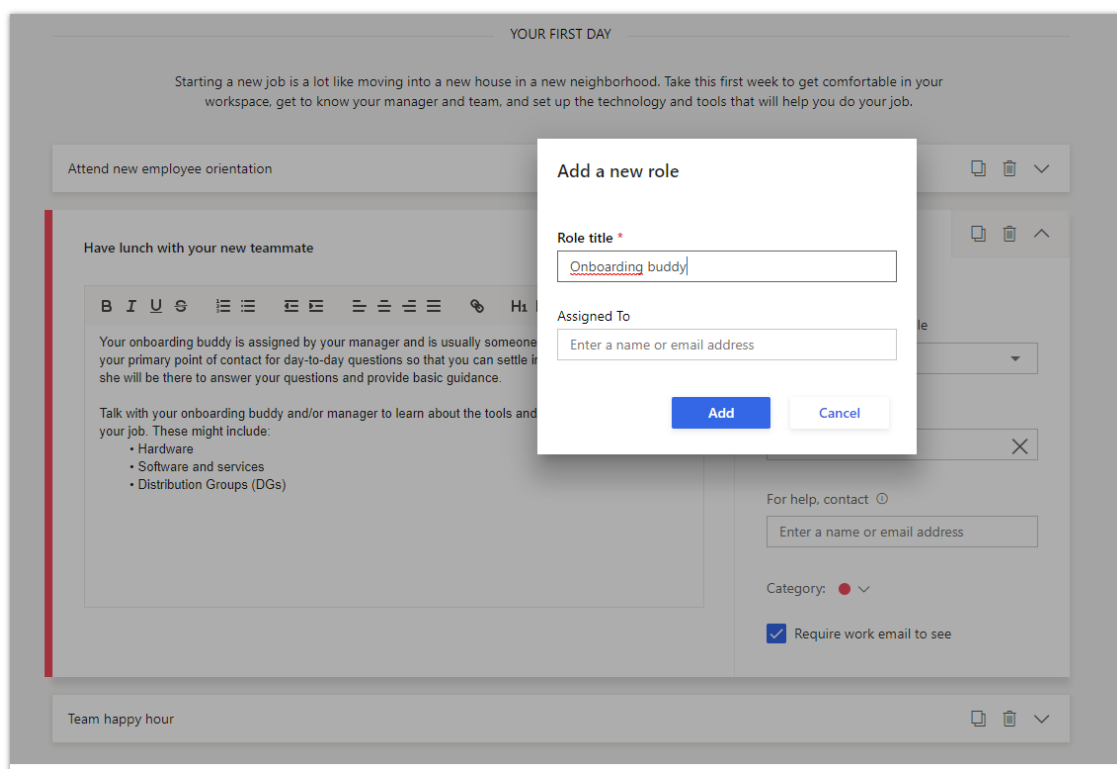 YOUR FIRST DAY
Starting a new job is a lot like moving into a new house in a new neighborhood. Take this first week to get comfortable in your
workspace, get to know your manager and team, and set up the technology and tools that will help you do your job.
Attend new employee orientation
Add a new role
Role title *
Onboarding buddy
Assigned To
Enter a name or email address
Add
Cancel
Have lunch with your new teammate
B I U S H1
Your onboarding buddy is assigned by your manager and is usually someone
your primary point of contact for day-to-day questions so that you can settle
she will be there to answer your questions and provide basic guidance.
Talk with your onboarding buddy and/or manager to learn about the tools and
your job. These might include:
• Hardware
• Software and services
• Distribution Groups (DGs)
For help, contact
Enter a name or email address
Category:
Require work email to see
Team happy hour